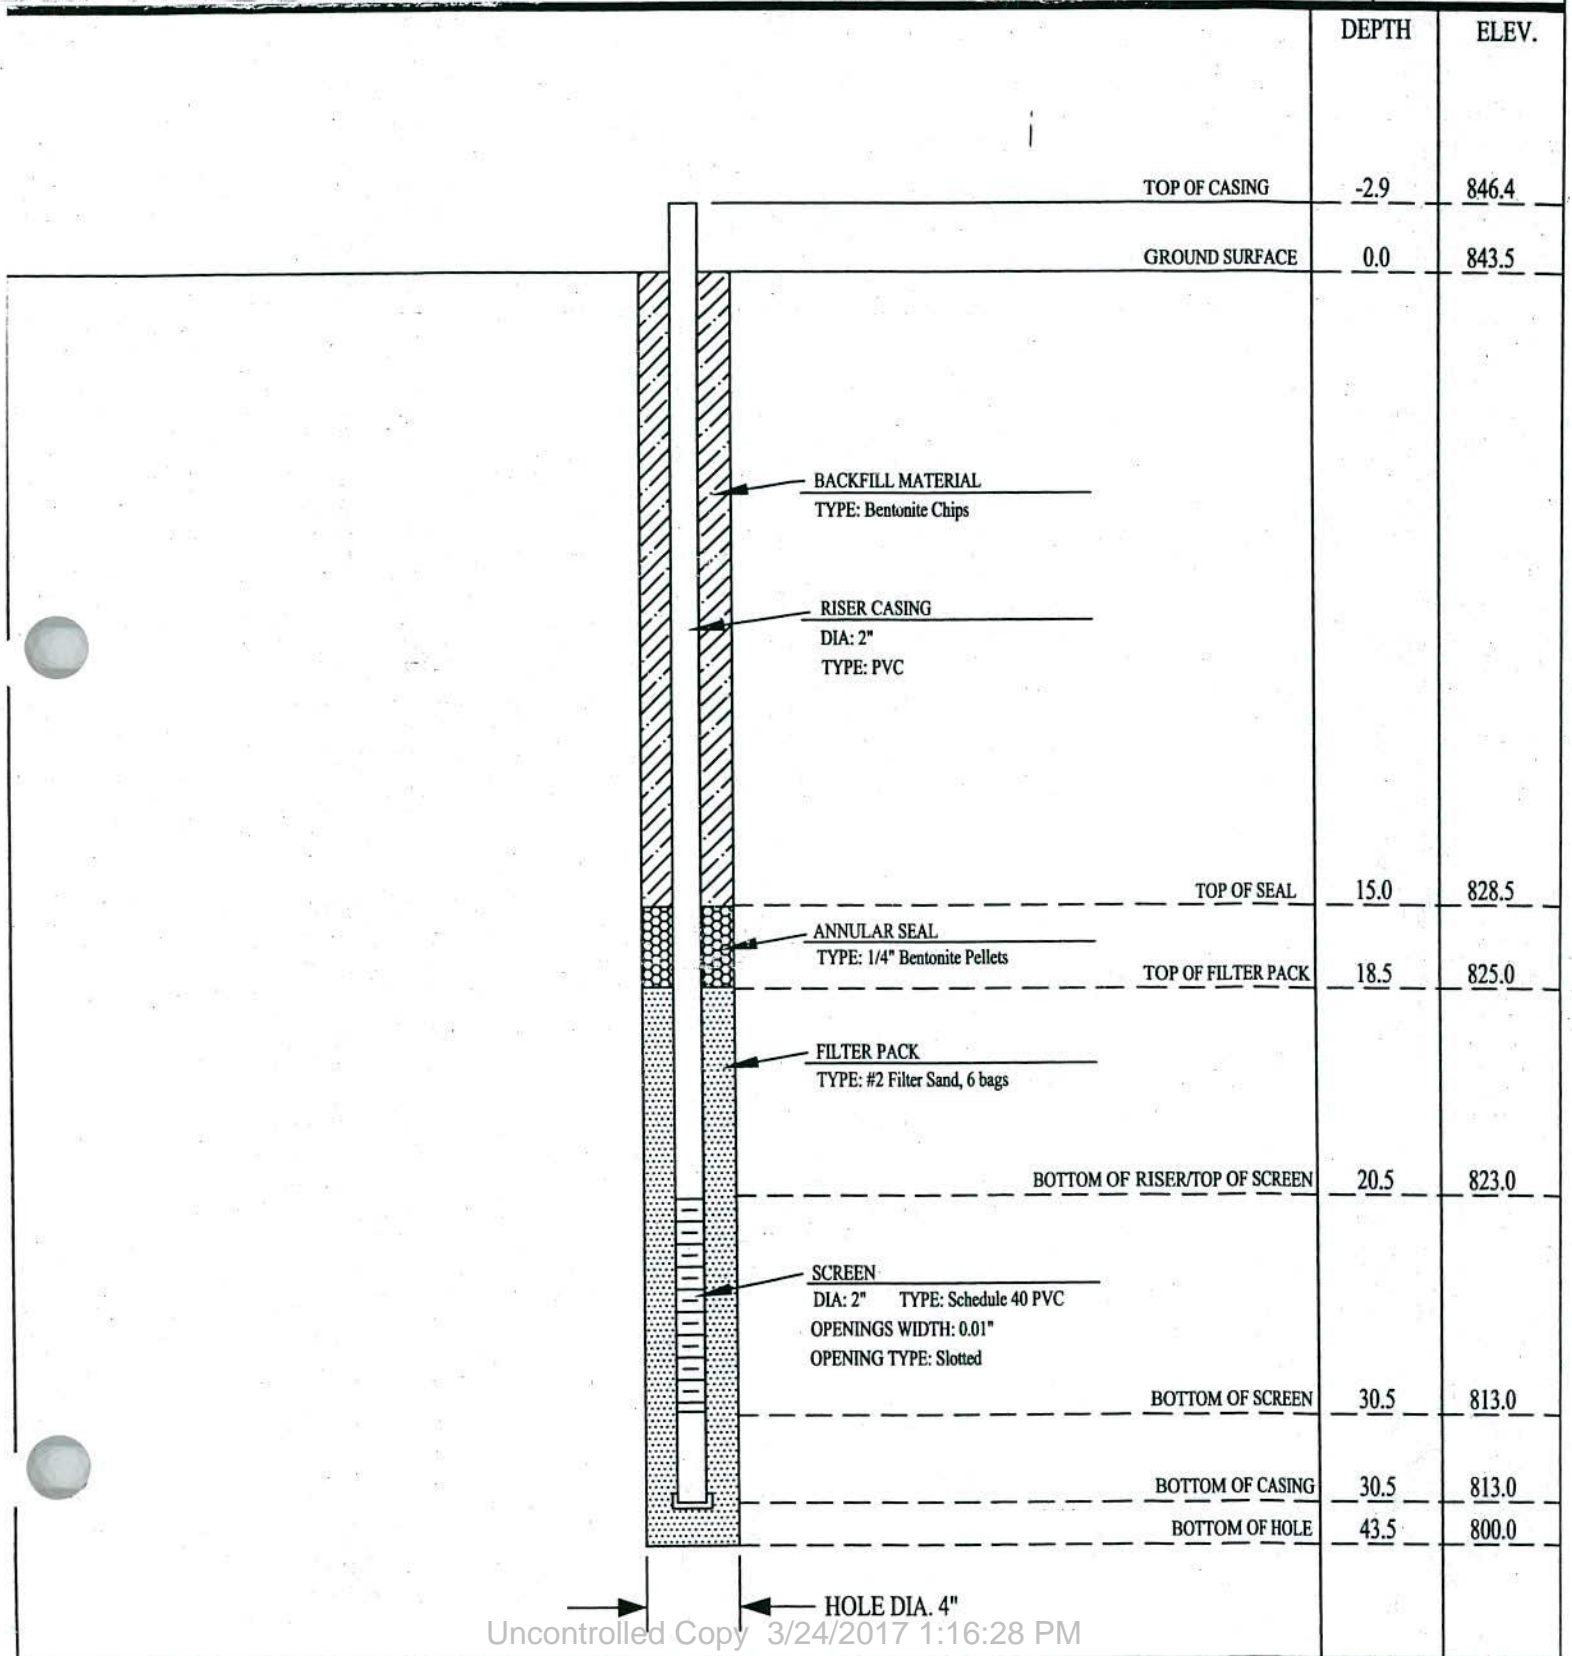 DEPTH ELEV.
TOP OF CASING -2.9 846.4
GROUND SURFACE 0.0 843.5
BACKFILL MATERIAL
TYPE: Bentonite Chips
RISER CASING
DIA: 2"
TYPE: PVC
TOP OF SEAL 15.0 828.5
ANNULAR SEAL
TYPE: 1/4" Bentonite Pellets
TOP OF FILTER PACK 18.5 825.0
FILTER PACK
TYPE: #2 Filter Sand, 6 bags
BOTTOM OF RISER/TOP OF SCREEN 20.5 823.0
SCREEN
DIA: 2" TYPE: Schedule 40 PVC
OPENINGS WIDTH: 0.01"
OPENING TYPE: Slotted
BOTTOM OF SCREEN 30.5 813.0
BOTTOM OF CASING 30.5 813.0
BOTTOM OF HOLE 43.5 800.0
HOLE DIA. 4"
Uncontrolled Copy 3/24/2017 1:16:28 PM